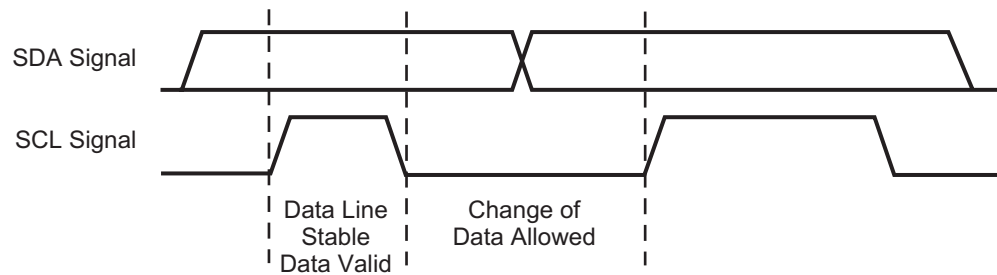 SDA Signal
SCL Signal
Data Line
Stable
Data Valid
Change of
Data Allowed